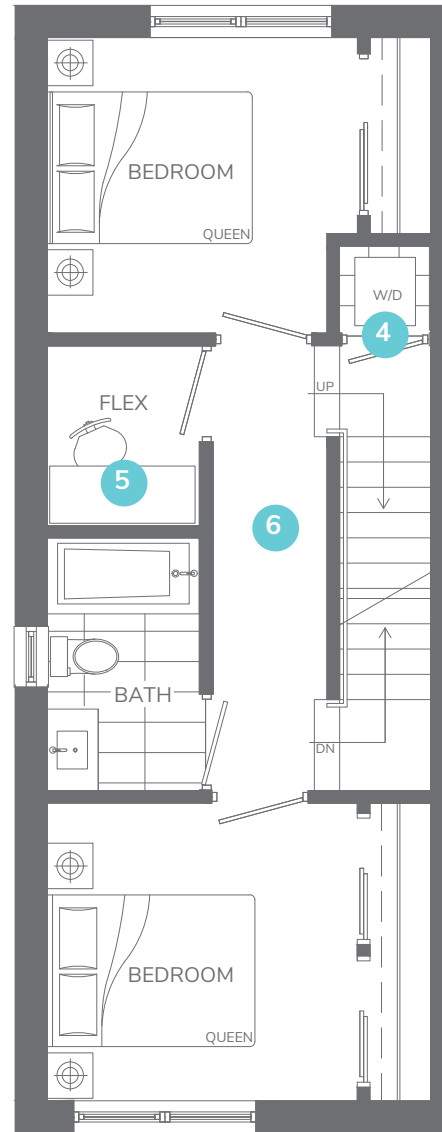 BEDROOM
QUEEN
W/D
4
UP
FLEX
5
6
BATH
DN
BEDROOM
QUEEN